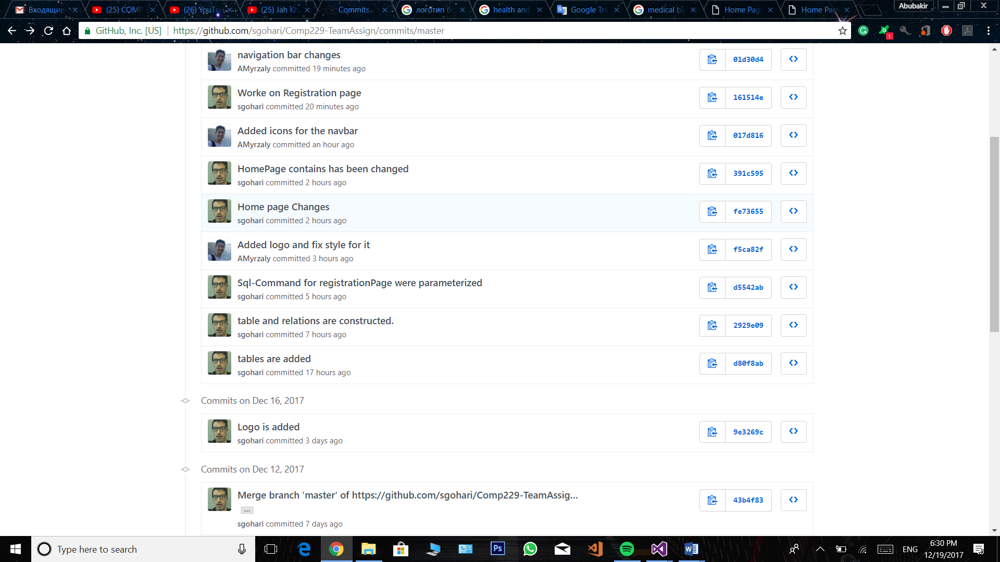 Входящие
(25) COMP
(26) YouTu
(25) Jah Kh
Commits
логотип бо
health and
Google Tra
medical ba
Home Pag
Home Pag
Abubakir
GitHub, Inc. [US]
https://github.com/sgohari/Comp229-TeamAssign/commits/master
1
navigation bar changes
AMyrzaly committed 19 minutes ago
01d30d4
Worke on Registration page
sgohari committed 20 minutes ago
161514e
Added icons for the navbar
AMyrzaly committed an hour ago
017d816
HomePage contains has been changed
sgohari committed 2 hours ago
391c595
Home page Changes
sgohari committed 2 hours ago
fe73655
Added logo and fix style for it
AMyrzaly committed 3 hours ago
f5ca82f
Sql-Command for registrationPage were parameterized
sgohari committed 5 hours ago
d5542ab
table and relations are constructed.
sgohari committed 7 hours ago
2929e09
tables are added
sgohari committed 17 hours ago
d80f8ab
Commits on Dec 16, 2017
Logo is added
sgohari committed 3 days ago
9e3269c
Commits on Dec 12, 2017
Merge branch 'master' of https://github.com/sgohari/Comp229-TeamAssig...
...
sgohari committed 7 days ago
43b4f83
Type here to search
Ps
ENG
6:30 PM
12/19/2017